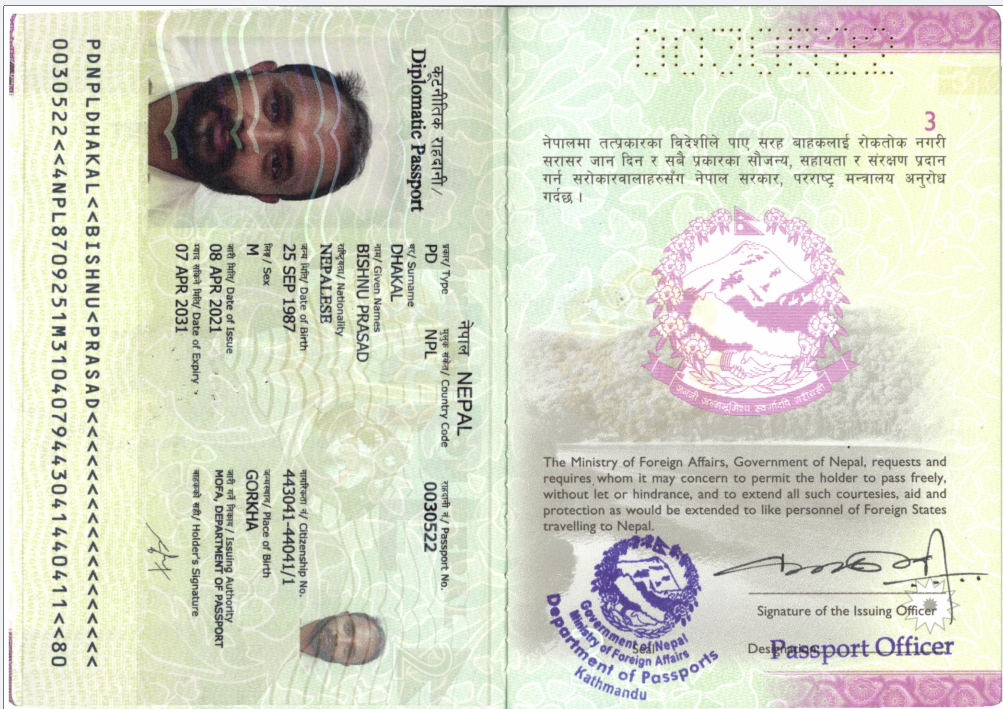 कूटनीतिक राहदानी/
Diplomatic Passport
नेपाल NEPAL
प्रकार/ Type
PD
मुलुक संकेत/ Country Code
NPL
राहदानी नं/ Passport No.
0030522
थर/ Surname
DHAKAL
नाम/ Given Names
BISHNU PRASAD
राष्ट्रियता/ Nationality
NEPALESE
जन्म मिति/ Date of Birth
25 SEP 1987
नागरिकता नं/ Citizenship No.
443041-44041/1
लिङ्ग/ Sex
M
जन्मस्थान/ Place of Birth
GORKHA
जारी मिति/ Date of Issue
08 APR 2021
जारी गर्ने निकाय/ Issuing Authority
MOFA, DEPARTMENT OF PASSPORT
म्याद सकिने मिति/ Date of Expiry
07 APR 2031
वाहकको सही/ Holder's Signature
PDNPLDHAKAL<<BISHNU<PRASAD<<<<<<<<<<<<<<<<<<
0030522<<4NPL8709251M3104079443041440411<<80
3
नेपालमा तत्प्रकारका विदेशीले पाए सरह बाहकलाई रोकतोक नगरी
सरासर जान दिन र सबै प्रकारका सौजन्य, सहायता र संरक्षण प्रदान
गर्न सरोकारवालाहरुसँग नेपाल सरकार, परराष्ट्र मन्त्रालय अनुरोध
गर्दछ ।
जननी जन्मभूमिश्च स्वर्गादपि गरीयसी
The Ministry of Foreign Affairs, Government of Nepal, requests and
requires whom it may concern to permit the holder to pass freely,
without let or hindrance, and to extend all such courtesies, aid and
protection as would be extended to like personnel of Foreign States
travelling to Nepal.
Signature of the Issuing Officer
Seal
Designation:
Passport Officer
Government of Nepal
Ministry of Foreign Affairs
Department of Passports
Kathmandu